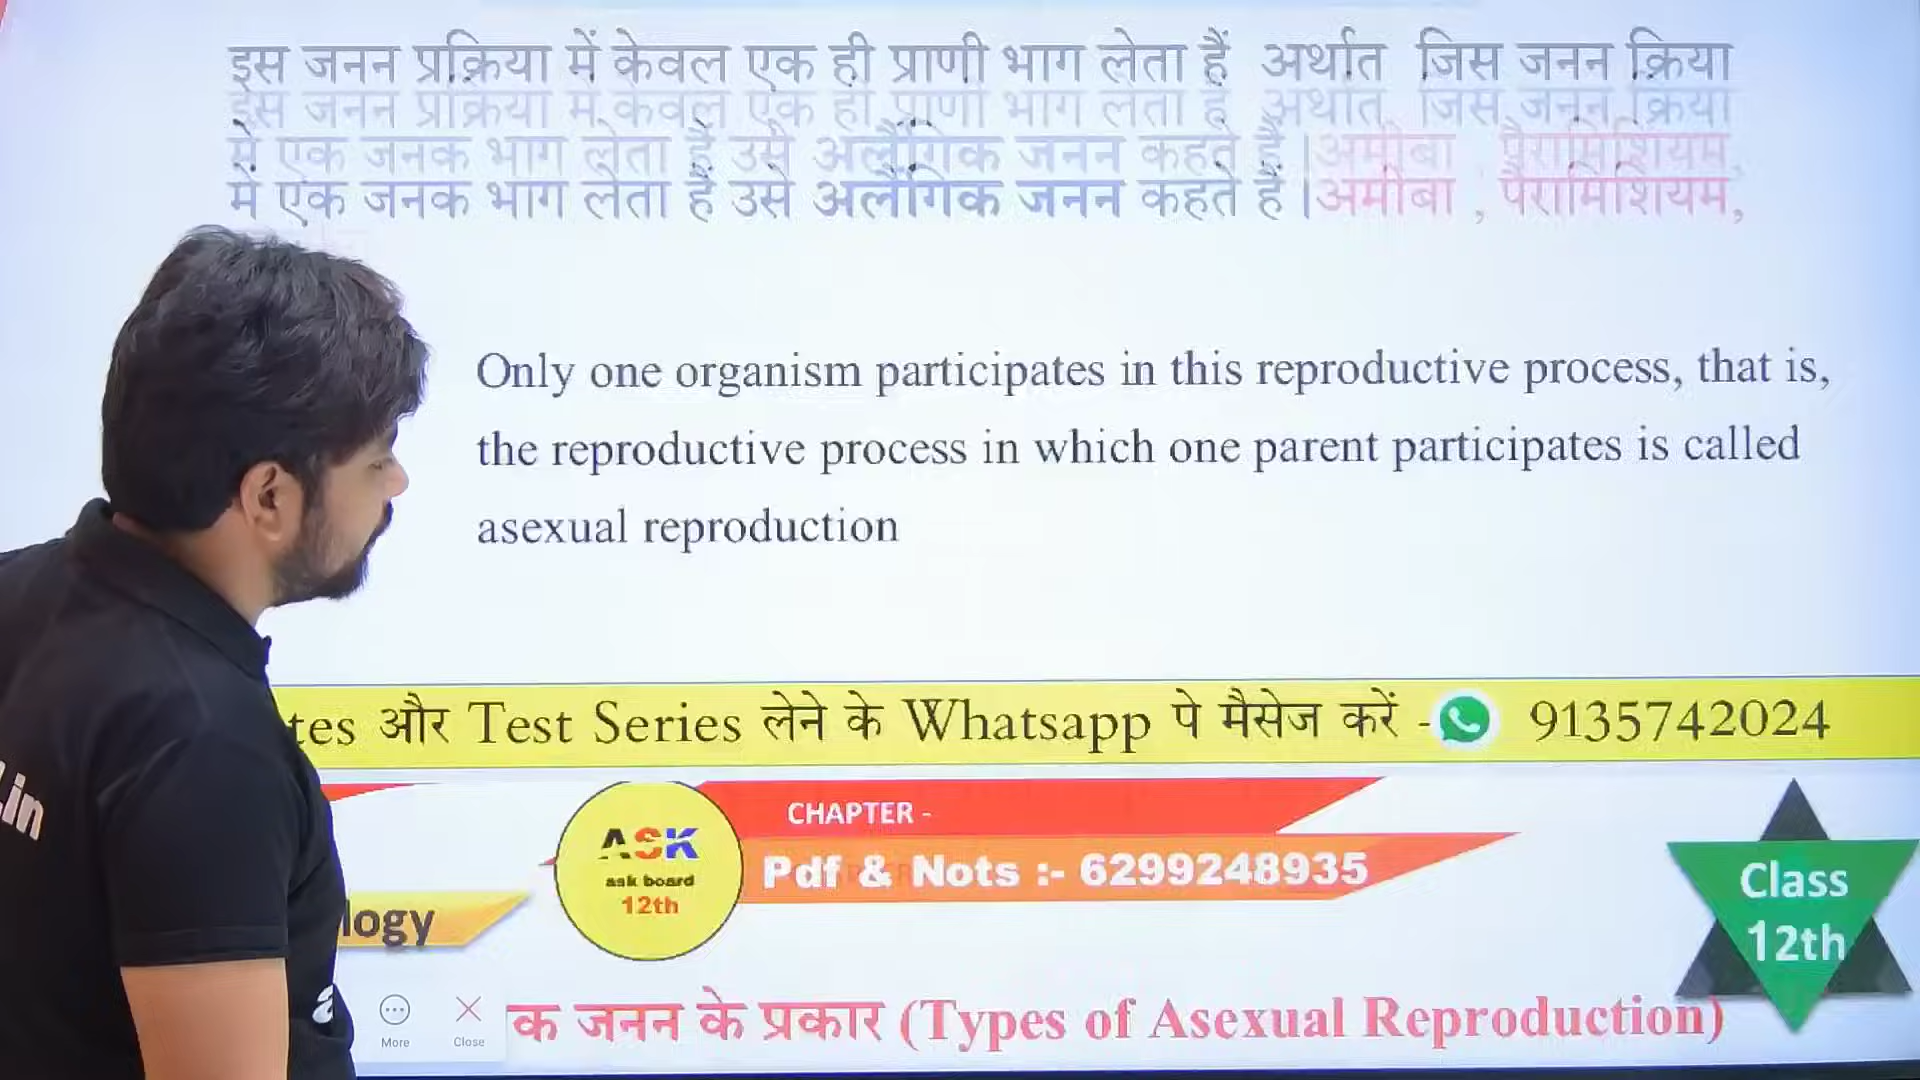 इस जनन प्रक्रिया में केवल एक ही प्राणी भाग लेता हैं अर्थात जिस जनन क्रिया
में एक जनक भाग लेता हैं उसे अलैंगिक जनन कहते हैं |अमीबा , पैरामिशियम,
Only one organism participates in this reproductive process, that is,
the reproductive process in which one parent participates is called
asexual reproduction
tes और Test Series लेने के Whatsapp पे मैसेज करें - 9135742024
.in
CHAPTER -
ASK
ask board
12th
Pdf & Nots :- 6299248935
logy
Class
12th
More
Close
क जनन के प्रकार (Types of Asexual Reproduction)